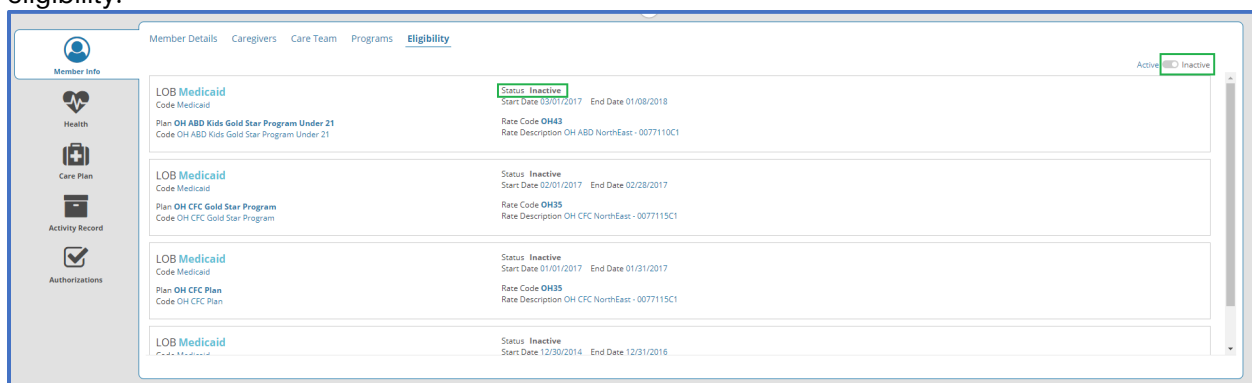 eligibility.
Member Details Caregivers Care Team Programs Eligibility
Active Inactive
Member Info
Health
Care Plan
Activity Record
Authorizations
LOB Medicaid
Code Medicaid
Plan OH ABD Kids Gold Star Program Under 21
Code OH ABD Kids Gold Star Program Under 21
Status Inactive
Start Date 03/01/2017 End Date 01/08/2018
Rate Code OH43
Rate Description OH ABD NorthEast - 0077110C1
LOB Medicaid
Code Medicaid
Plan OH CFC Gold Star Program
Code OH CFC Gold Star Program
Status Inactive
Start Date 02/01/2017 End Date 02/28/2017
Rate Code OH35
Rate Description OH CFC NorthEast - 0077115C1
LOB Medicaid
Code Medicaid
Plan OH CFC Plan
Code OH CFC Plan
Status Inactive
Start Date 01/01/2017 End Date 01/31/2017
Rate Code OH35
Rate Description OH CFC NorthEast - 0077115C1
LOB Medicaid
Code Medicaid
Status Inactive
Start Date 12/30/2014 End Date 12/31/2016